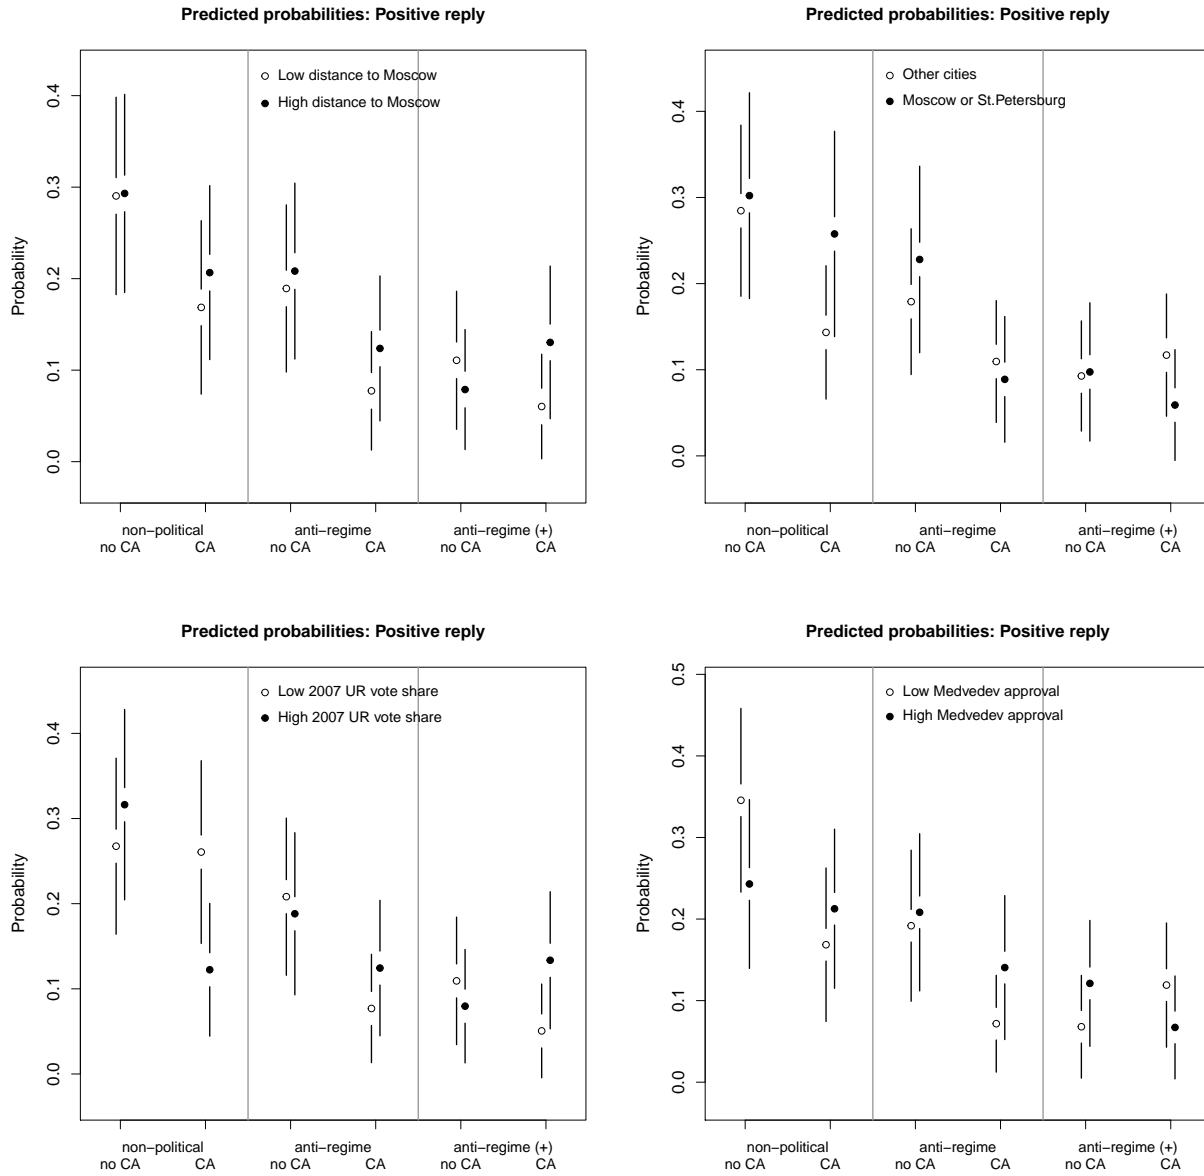 Predicted probabilities: Positive reply
Low distance to Moscow
High distance to Moscow
Probability
0.4
0.3
0.2
0.1
0.0
non−political anti−regime anti−regime (+)
no CA CA no CA CA no CA CA
Predicted probabilities: Positive reply
Other cities
Moscow or St.Petersburg
Probability
0.4
0.3
0.2
0.1
0.0
non−political anti−regime anti−regime (+)
no CA CA no CA CA no CA CA
Predicted probabilities: Positive reply
Low 2007 UR vote share
High 2007 UR vote share
Probability
0.4
0.3
0.2
0.1
0.0
non−political anti−regime anti−regime (+)
no CA CA no CA CA no CA CA
Predicted probabilities: Positive reply
Low Medvedev approval
High Medvedev approval
Probability
0.5
0.4
0.3
0.2
0.1
0.0
non−political anti−regime anti−regime (+)
no CA CA no CA CA no CA CA